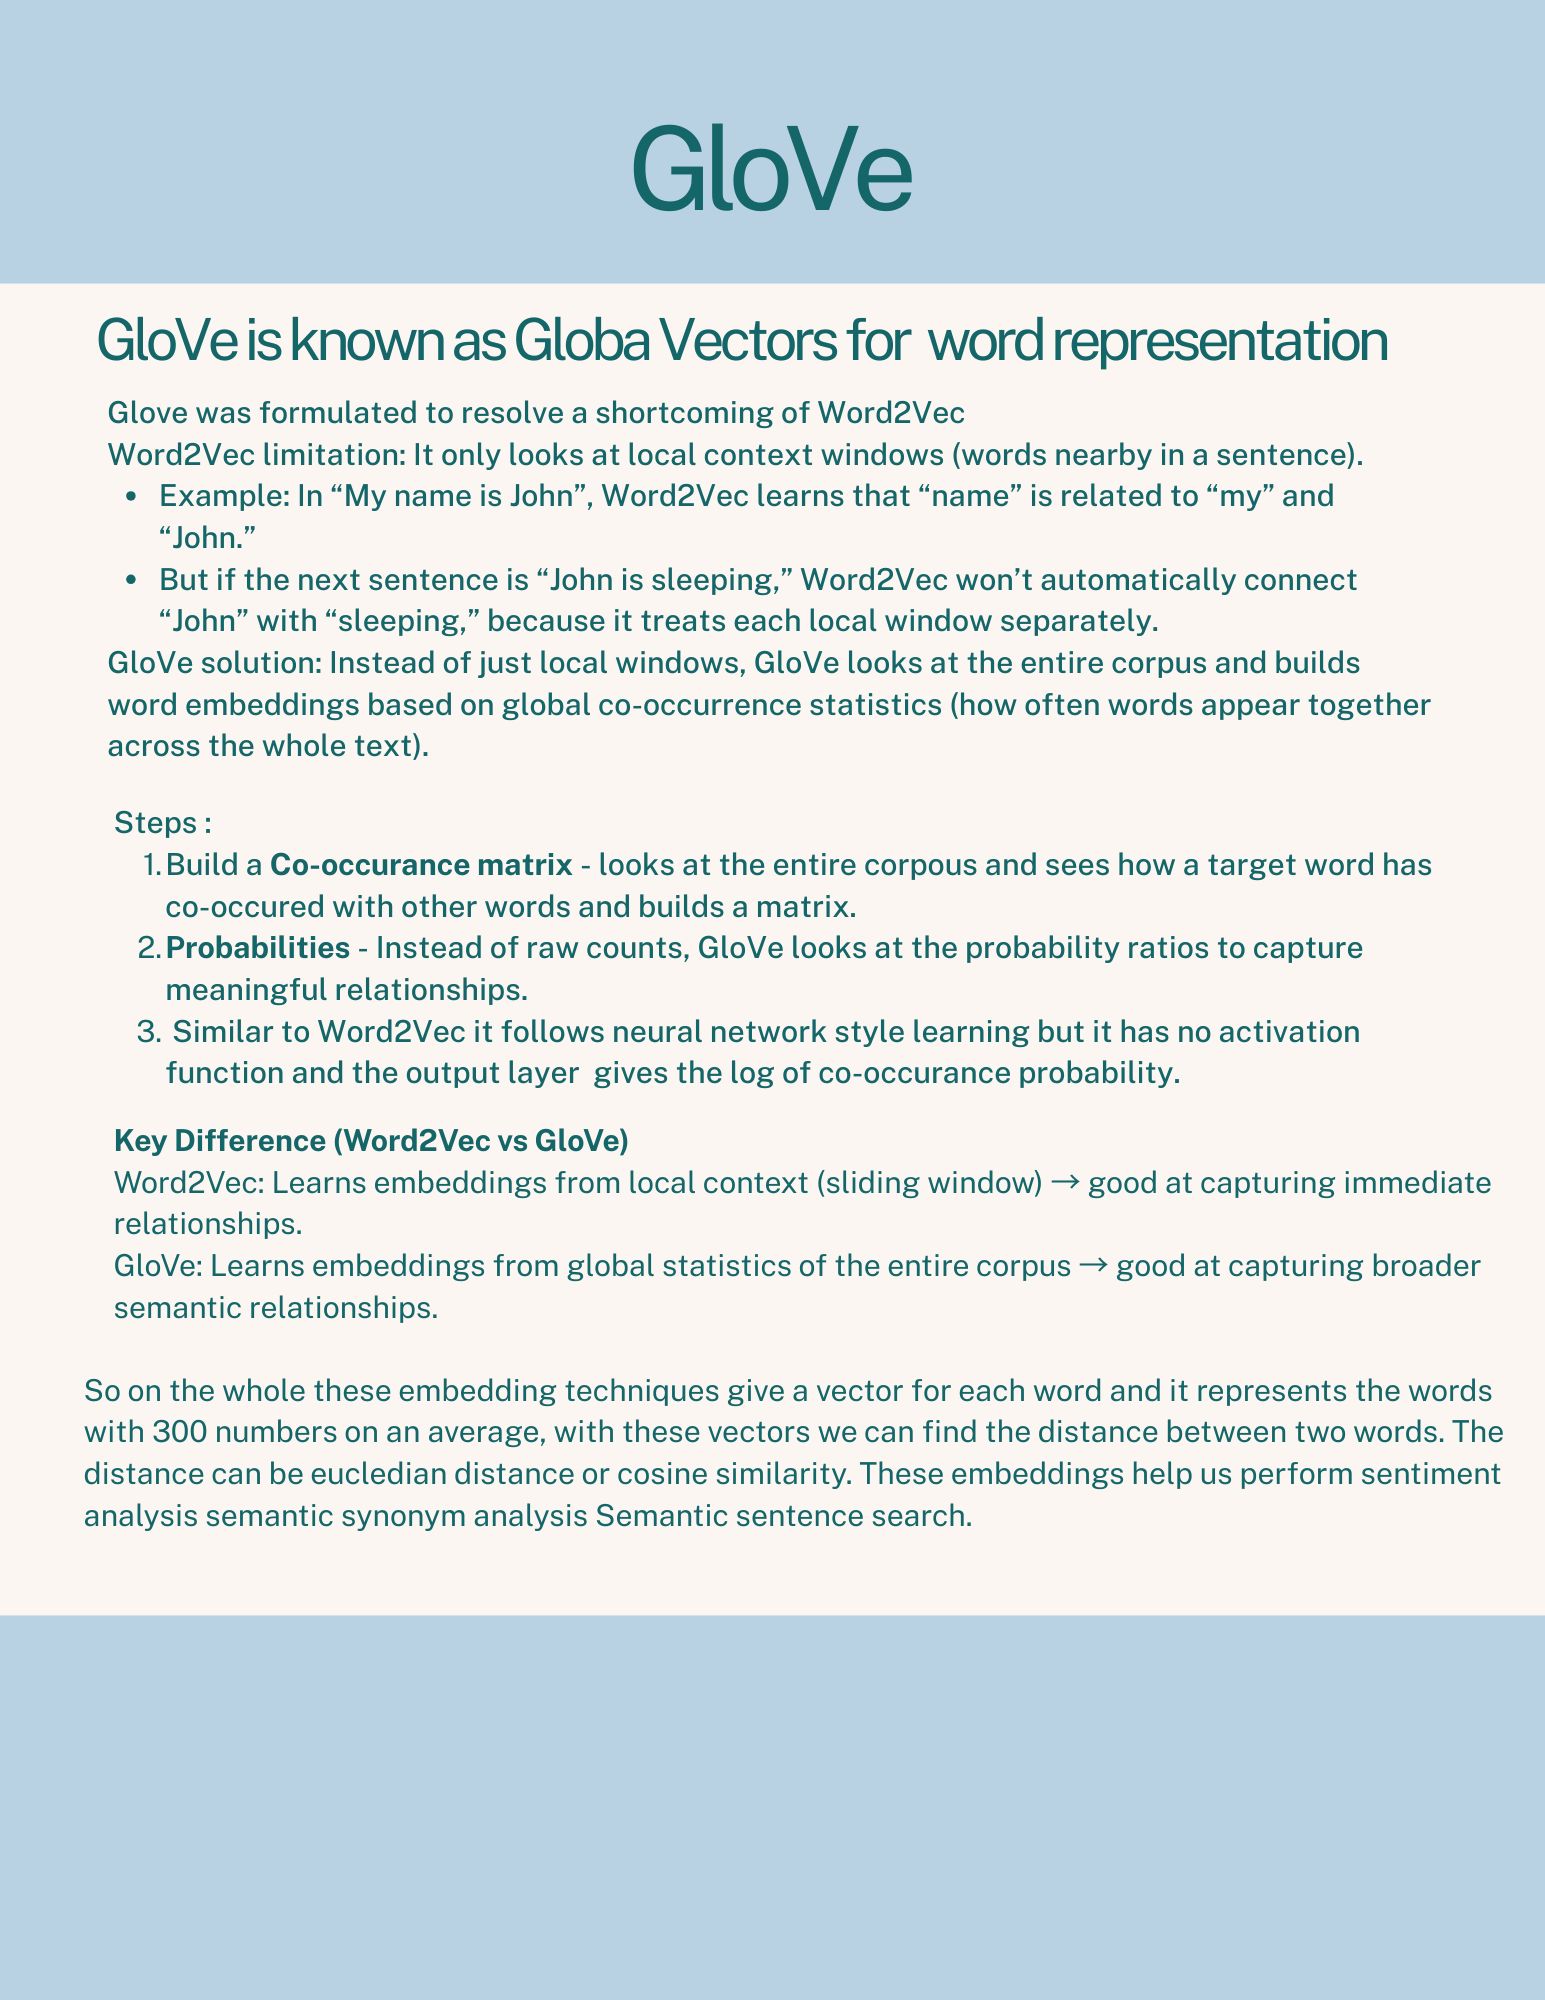 GloVe
GloVe is known as Globa Vectors for word representation
Glove was formulated to resolve a shortcoming of Word2Vec
Word2Vec limitation: It only looks at local context windows (words nearby in a sentence).
• Example: In “My name is John”, Word2Vec learns that “name” is related to “my” and
“John.”
• But if the next sentence is “John is sleeping,” Word2Vec won’t automatically connect
“John” with “sleeping,” because it treats each local window separately.
GloVe solution: Instead of just local windows, GloVe looks at the entire corpus and builds
word embeddings based on global co-occurrence statistics (how often words appear together
across the whole text).
Steps :
1. Build a Co-occurance matrix - looks at the entire corpous and sees how a target word has
co-occured with other words and builds a matrix.
2. Probabilities - Instead of raw counts, GloVe looks at the probability ratios to capture
meaningful relationships.
3. Similar to Word2Vec it follows neural network style learning but it has no activation
function and the output layer gives the log of co-occurance probability.
Key Difference (Word2Vec vs GloVe)
Word2Vec: Learns embeddings from local context (sliding window) → good at capturing immediate
relationships.
GloVe: Learns embeddings from global statistics of the entire corpus → good at capturing broader
semantic relationships.
So on the whole these embedding techniques give a vector for each word and it represents the words
with 300 numbers on an average, with these vectors we can find the distance between two words. The
distance can be eucledian distance or cosine similarity. These embeddings help us perform sentiment
analysis semantic synonym analysis Semantic sentence search.